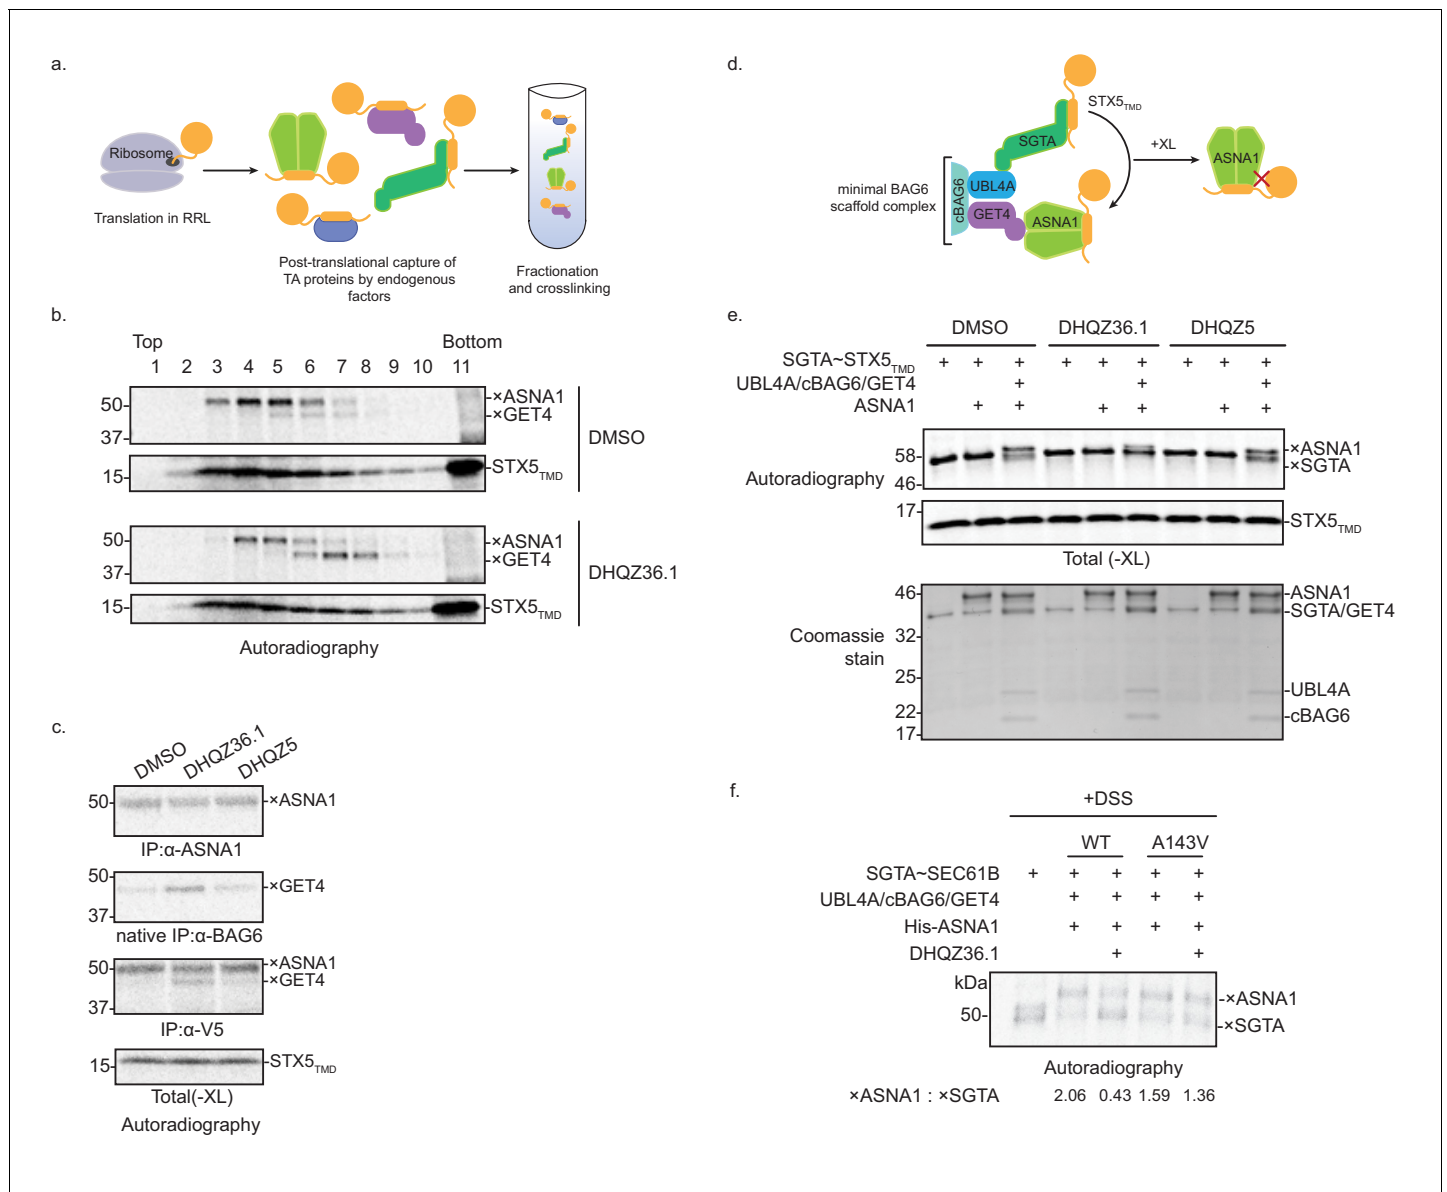 a.
Ribosome
Translation in RRL
Post-translational capture of
TA proteins by endogenous
factors
Fractionation
and crosslinking
b.
Top Bottom
1 2 3 4 5 6 7 8 9 10 11
50- -×ASNA1
-×GET4
37-
DMSO
15- -STX5TMD
50- -×ASNA1
-×GET4
37-
DHQZ36.1
15- -STX5TMD
Autoradiography
c.
DMSO DHQZ36.1 DHQZ5
50- -×ASNA1
IP:α-ASNA1
50-
-×GET4
37-
native IP:α-BAG6
50- -×ASNA1
-×GET4
37-
IP:α-V5
15- -STX5TMD
Total(-XL)
Autoradiography
d.
STX5TMD
SGTA
+XL
ASNA1
minimal BAG6
scaffold complex
cBAG6
UBL4A
GET4
ASNA1
e.
DMSO DHQZ36.1 DHQZ5
SGTA~STX5TMD + + + + + + + + +
UBL4A/cBAG6/GET4 + + +
ASNA1 + + + + + +
Autoradiography
58- -×ASNA1
-×SGTA
46-
17-
-STX5TMD
Total (-XL)
Coomassie
stain
46- -ASNA1
-SGTA/GET4
32-
25-
-UBL4A
22-
-cBAG6
17-
f.
+DSS
WT A143V
SGTA~SEC61B + + + + +
UBL4A/cBAG6/GET4 + + + +
His-ASNA1 + + + +
DHQZ36.1 + +
kDa
-×ASNA1
50-
-×SGTA
Autoradiography
×ASNA1 : ×SGTA 2.06 0.43 1.59 1.36